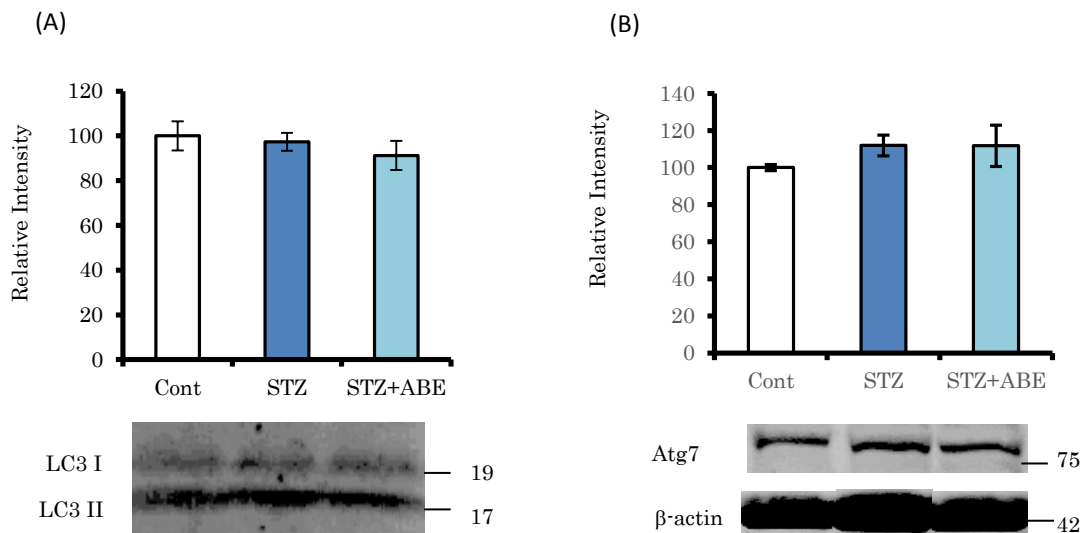 (A)
120
100
80
60
40
20
0
Relative Intensity
Cont STZ STZ+ABE
LC3 I
19
LC3 II
17
(B)
140
120
100
80
60
40
20
0
Relative Intensity
Cont STZ STZ+ABE
Atg7
75
β-actin
42